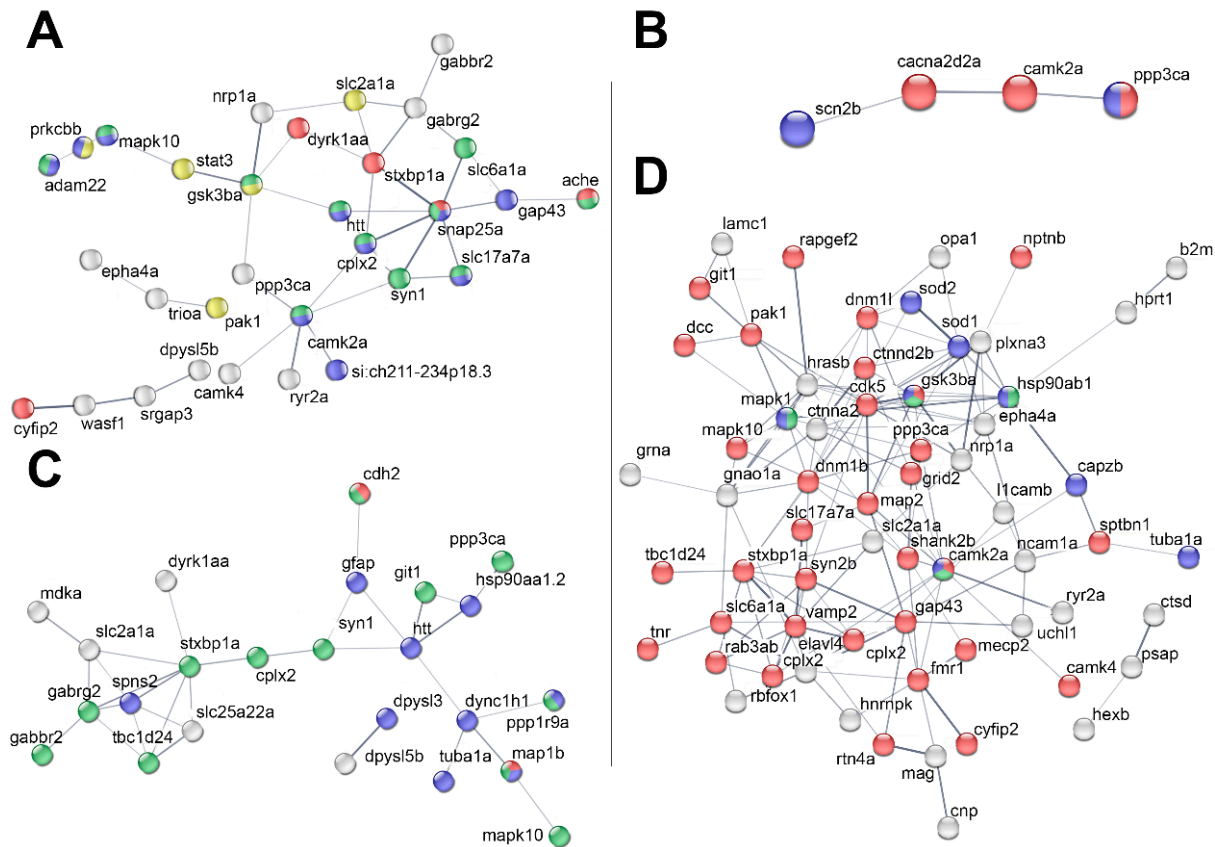 A
gabbr2
slc2a1a
nrp1a
gabrg2
prkcbb
mapk10
dyrk1aa
stat3
stxbp1a
slc6a1a
adam22
gsk3ba
ache
htt
snap25a
gap43
cplx2
slc17a7a
epha4a
ppp3ca
syn1
trioa
pak1
camk2a
dpysl5b
si:ch211-234p18.3
camk4
ryr2a
srgap3
cyfip2
wasf1
B
cacna2d2a
camk2a
ppp3ca
scn2b
C
cdh2
ppp3ca
dyrk1aa
gfap
git1
hsp90aa1.2
mdka
syn1
htt
slc2a1a
stxbp1a
cplx2
gabrg2
spns2
dpysl3
dync1h1
slc25a22a
ppp1r9a
gabbr2
tbc1d24
dpysl5b
tuba1a
map1b
mapk10
D
lamc1
rapgef2
opa1
nptnb
b2m
git1
dnm1l
sod2
hprt1
pak1
sod1
dcc
hrasb
ctnnd2b
plxna3
cdk5
gsk3ba
hsp90ab1
mapk1
ctnna2
epha4a
mapk10
ppp3ca
nrp1a
grna
gnao1a
dnm1b
grid2
capzb
map2
l1camb
slc17a7a
slc2a1a
shank2b
ncam1a
sptbn1
tbc1d24
stxbp1a
syn2b
camk2a
tuba1a
slc6a1a
vamp2
gap43
ryr2a
ctsd
tnr
rab3ab
elavl4
cplx2
uchl1
cplx2
fmr1
mecp2
psap
rbfox1
camk4
hnrnpk
hexb
cyfip2
rtn4a
mag
cnp